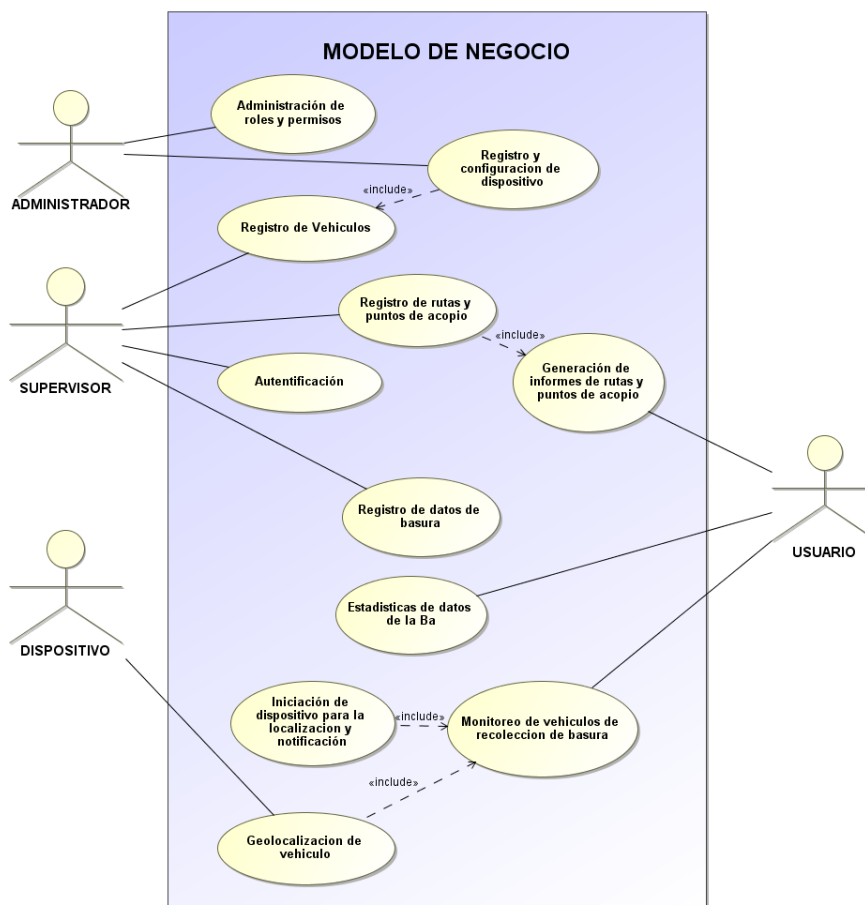 MODELO DE NEGOCIO
Administración de
roles y permisos
Registro y
configuracion de
dispositivo
«include»
ADMINISTRADOR
Registro de Vehiculos
Registro de rutas y
puntos de acopio
«include»
Generación de
informes de rutas y
puntos de acopio
Autentificación
SUPERVISOR
Registro de datos de
basura
USUARIO
Estadisticas de datos
de la Ba
DISPOSITIVO
Iniciación de
dispositivo para la
localizacion y
notificación
«include»
Monitoreo de vehiculos de
recoleccion de basura
«include»
Geolocalizacion de
vehiculo